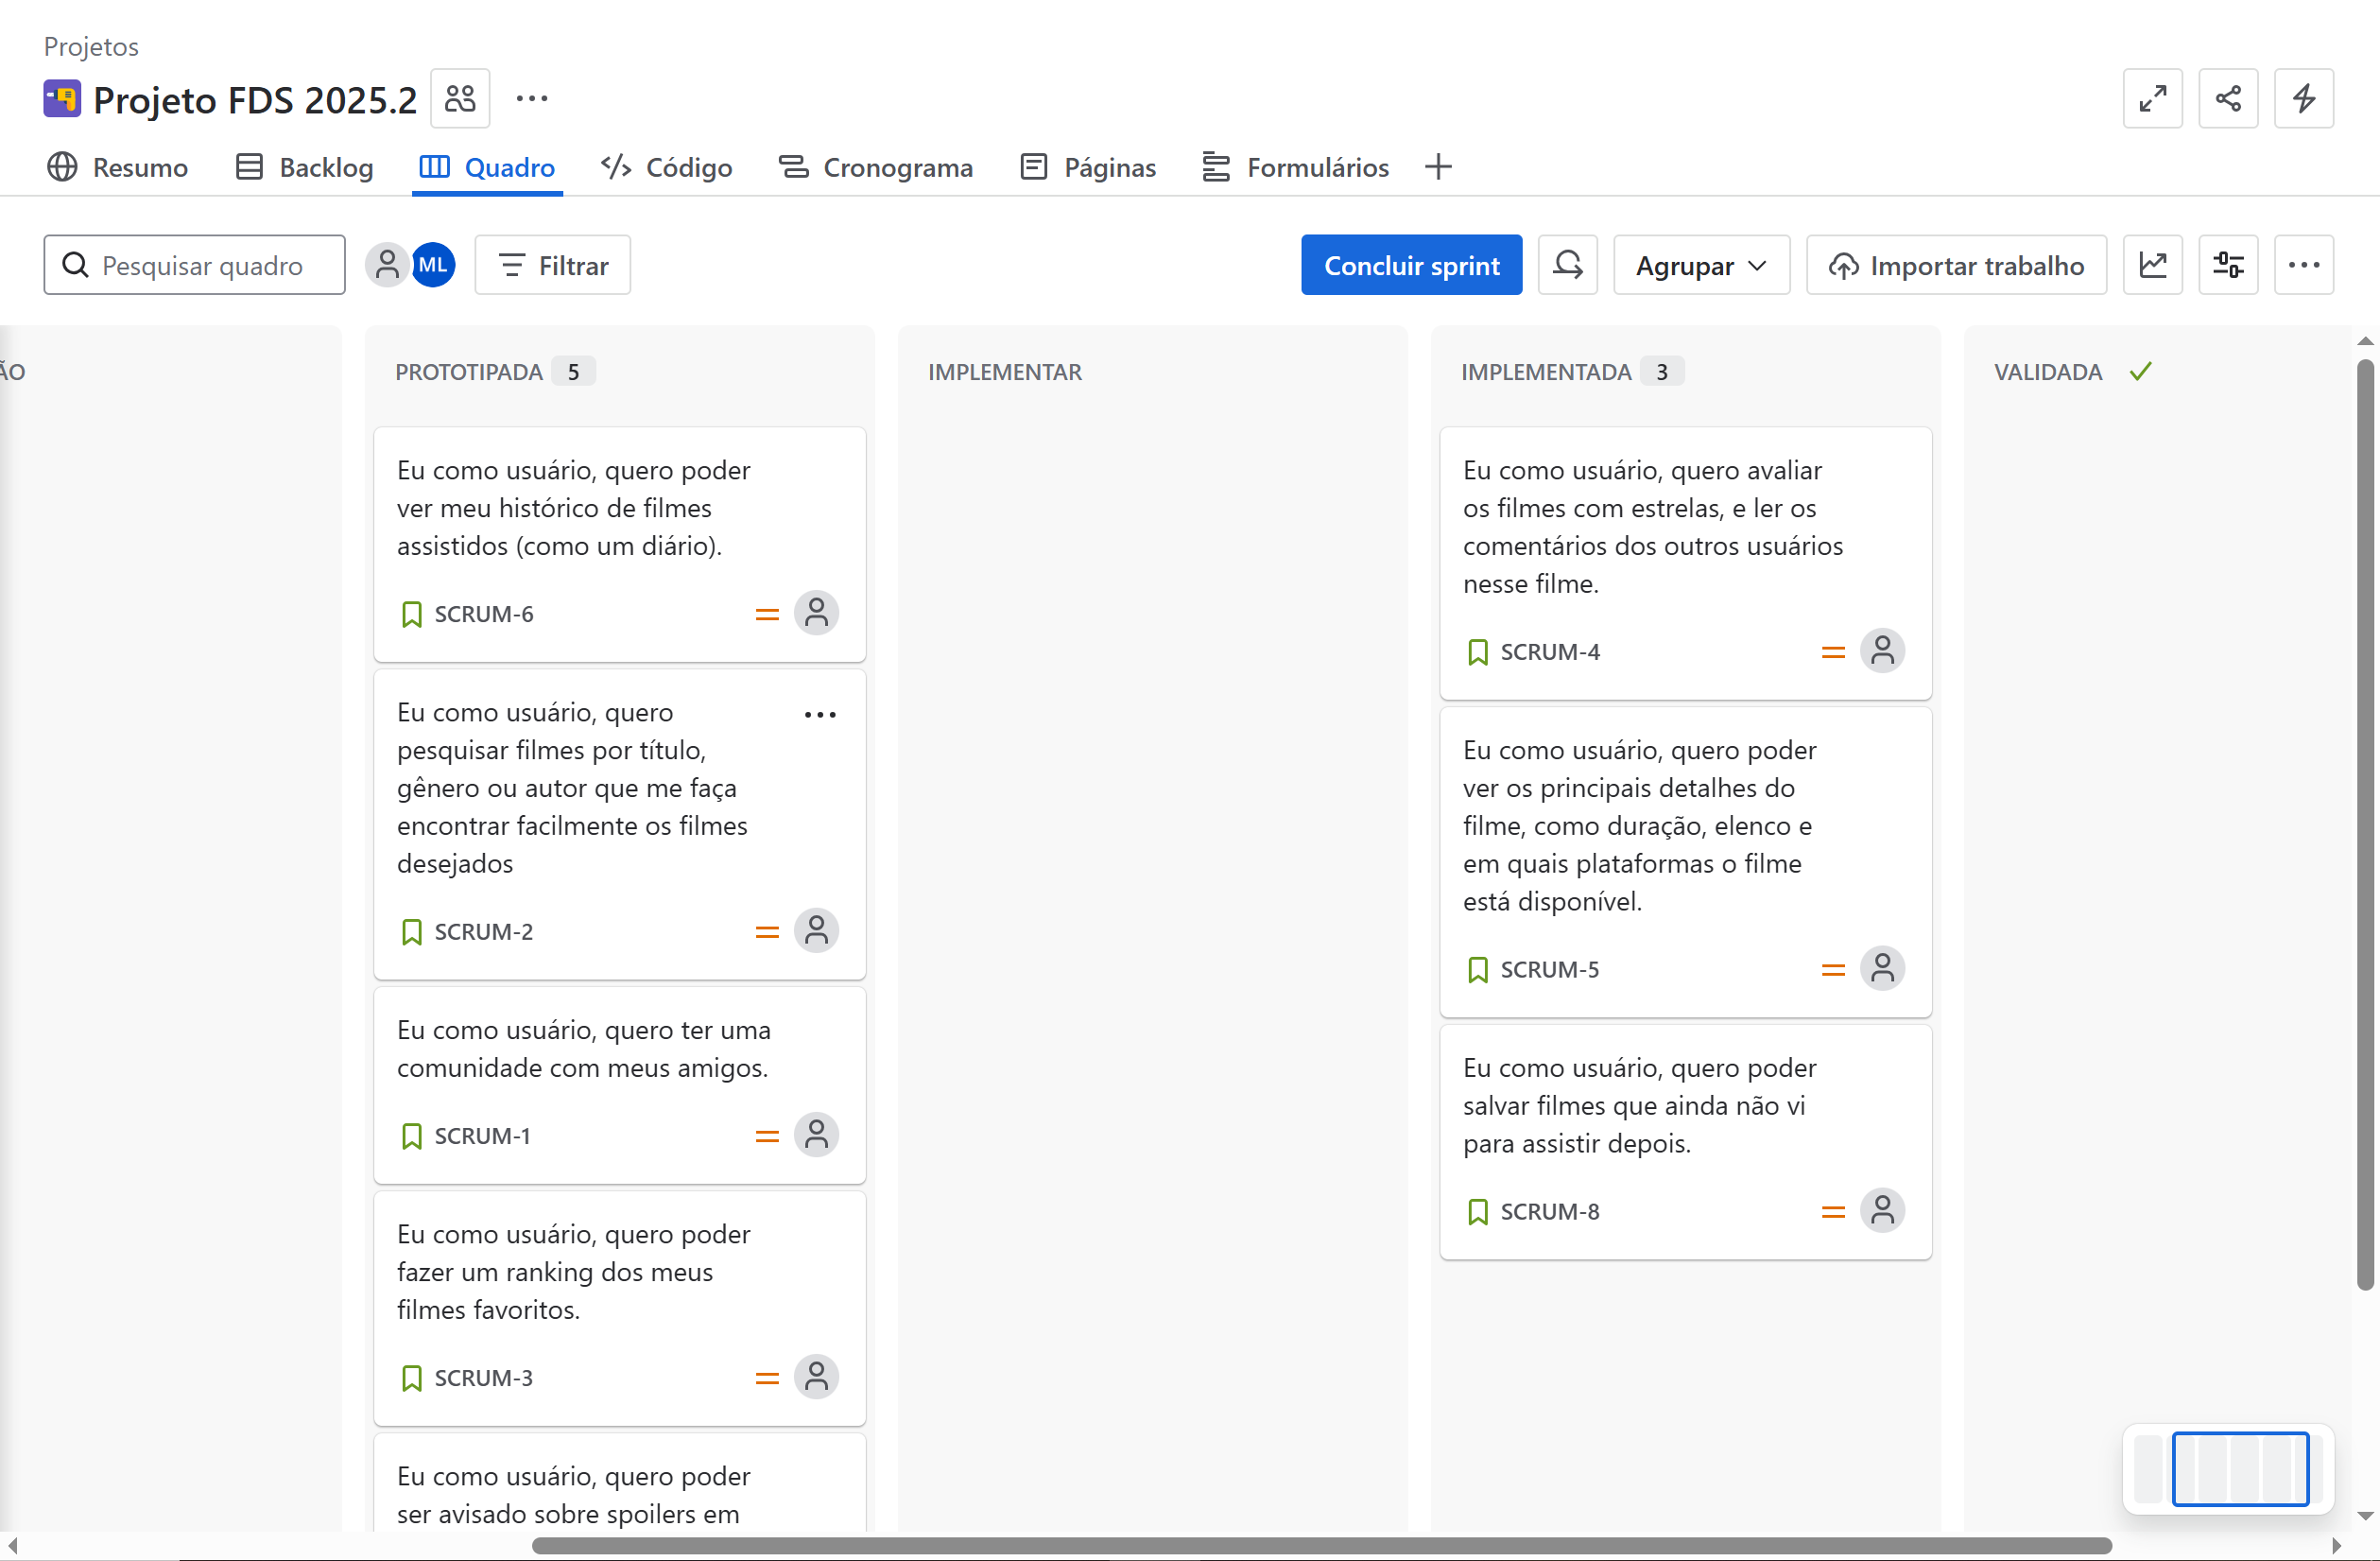 Projetos
Projeto FDS 2025.2
Resumo
Backlog
Quadro
Código
Cronograma
Páginas
Formulários
Pesquisar quadro
ML
Filtrar
Concluir sprint
Agrupar
Importar trabalho
ÃO
PROTOTIPADA 5
Eu como usuário, quero poder
ver meu histórico de filmes
assistidos (como um diário).
SCRUM-6
Eu como usuário, quero
pesquisar filmes por título,
gênero ou autor que me faça
encontrar facilmente os filmes
desejados
SCRUM-2
Eu como usuário, quero ter uma
comunidade com meus amigos.
SCRUM-1
Eu como usuário, quero poder
fazer um ranking dos meus
filmes favoritos.
SCRUM-3
Eu como usuário, quero poder
ser avisado sobre spoilers em
IMPLEMENTAR
IMPLEMENTADA 3
Eu como usuário, quero avaliar
os filmes com estrelas, e ler os
comentários dos outros usuários
nesse filme.
SCRUM-4
Eu como usuário, quero poder
ver os principais detalhes do
filme, como duração, elenco e
em quais plataformas o filme
está disponível.
SCRUM-5
Eu como usuário, quero poder
salvar filmes que ainda não vi
para assistir depois.
SCRUM-8
VALIDADA